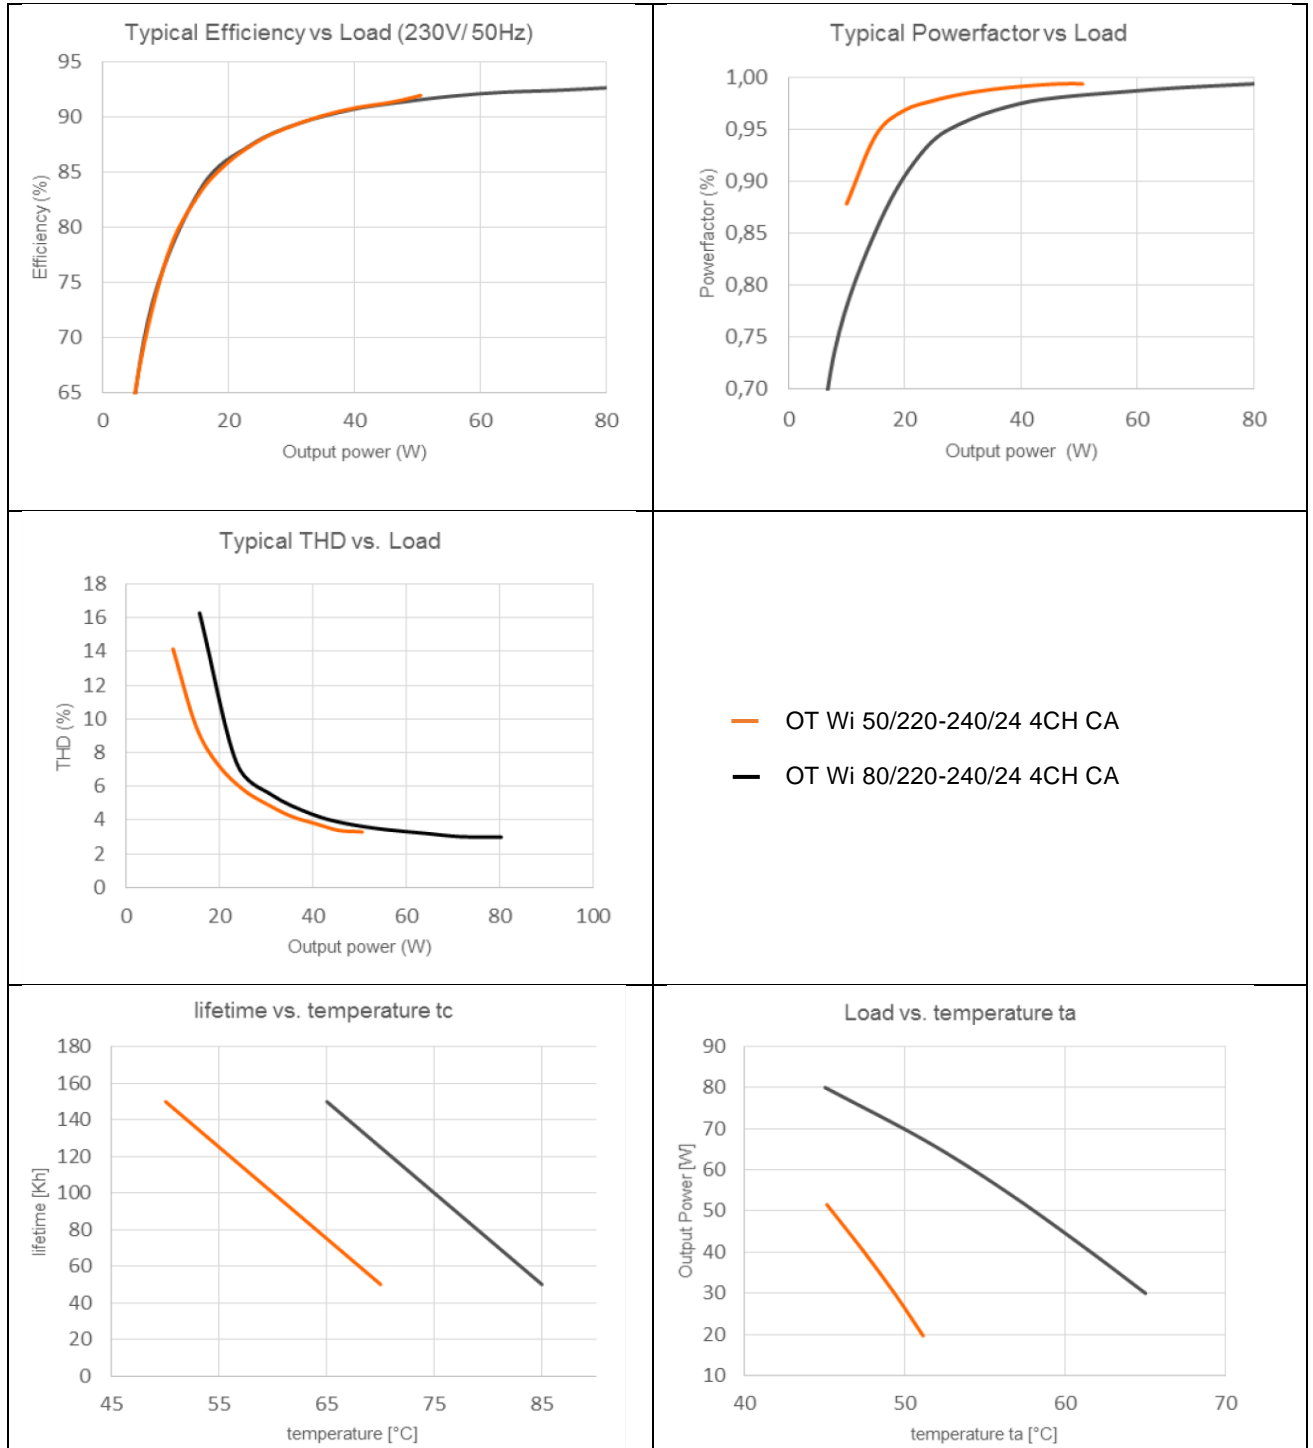 Typical Efficiency vs Load (230V/ 50Hz)
95
90
85
80
75
70
65
Efficiency (%)
0 20 40 60 80
Output power (W)
Typical Powerfactor vs Load
1,00
0,95
0,90
0,85
0,80
0,75
0,70
Powerfactor (%)
0 20 40 60 80
Output power (W)
Typical THD vs. Load
18
16
14
12
10
8
6
4
2
0
THD (%)
0 20 40 60 80 100
Output power (W)
OT Wi 50/220-240/24 4CH CA
OT Wi 80/220-240/24 4CH CA
lifetime vs. temperature tc
180
160
140
120
100
80
60
40
20
0
lifetime [Kh]
45 55 65 75 85
temperature [°C]
Load vs. temperature ta
90
80
70
60
50
40
30
20
10
Output Power [W]
40 50 60 70
temperature ta [°C]